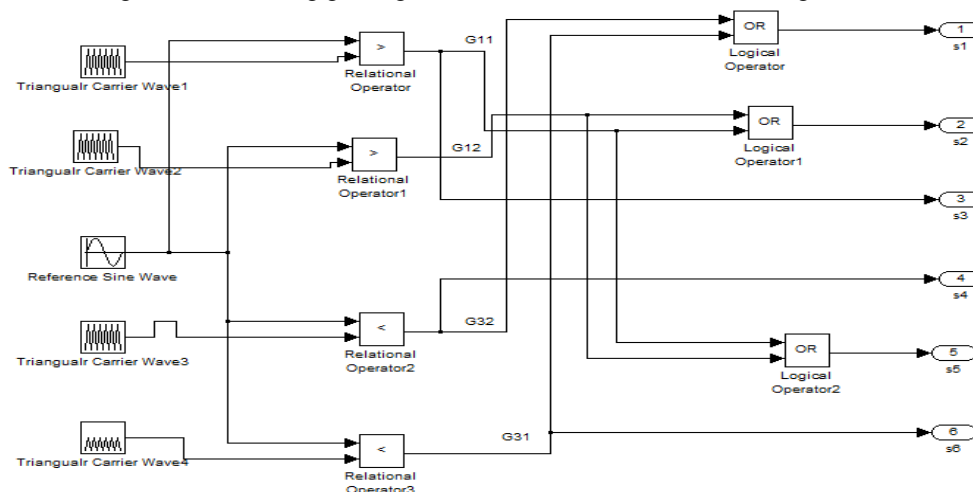 G11
OR
1
s1
>
Triangualr Carrier Wave1
Relational
Operator
Logical
Operator
OR
2
s2
>
G12
Triangualr Carrier Wave2
Relational
Operator1
Logical
Operator1
3
s3
Reference Sine Wave
4
s4
<
G32
Triangualr Carrier Wave3
Relational
Operator2
OR
5
s5
Logical
Operator2
G31
6
s6
<
Triangualr Carrier Wave4
Relational
Operator3